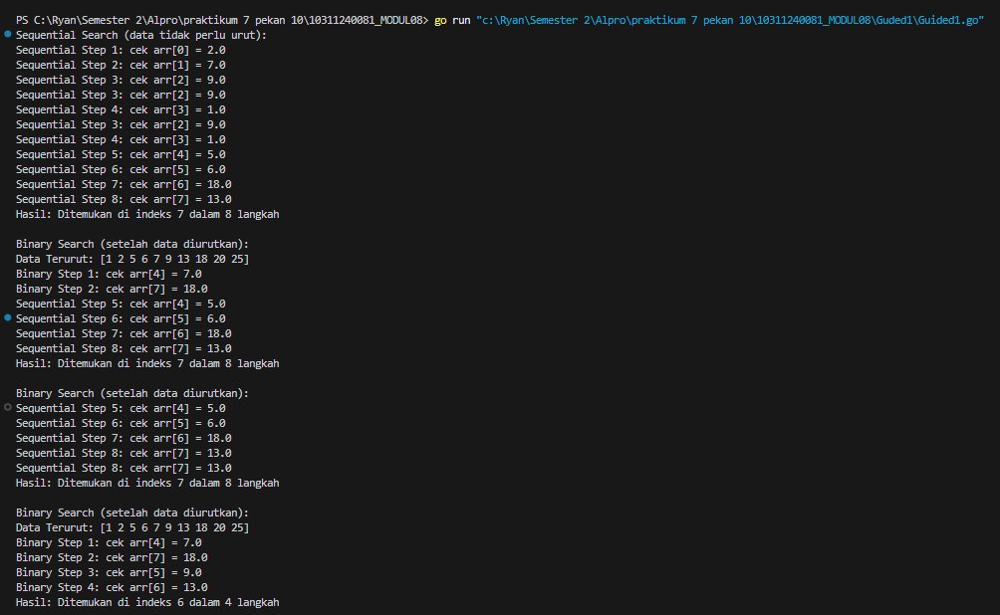 PS C:\Ryan\Semester 2\Alpro\praktikum 7 pekan 10\10311240081_MODUL08> go run "c:\Ryan\Semester 2\Alpro\praktikum 7 pekan 10\10311240081_MODUL08\Guded1\Guided1.go"
Sequential Search (data tidak perlu urut):
Sequential Step 1: cek arr[0] = 2.0
Sequential Step 2: cek arr[1] = 7.0
Sequential Step 3: cek arr[2] = 9.0
Sequential Step 3: cek arr[2] = 9.0
Sequential Step 4: cek arr[3] = 1.0
Sequential Step 3: cek arr[2] = 9.0
Sequential Step 4: cek arr[3] = 1.0
Sequential Step 5: cek arr[4] = 5.0
Sequential Step 6: cek arr[5] = 6.0
Sequential Step 7: cek arr[6] = 18.0
Sequential Step 8: cek arr[7] = 13.0
Hasil: Ditemukan di indeks 7 dalam 8 langkah
Binary Search (setelah data diurutkan):
Data Terurut: [1 2 5 6 7 9 13 18 20 25]
Binary Step 1: cek arr[4] = 7.0
Binary Step 2: cek arr[7] = 18.0
Sequential Step 5: cek arr[4] = 5.0
Sequential Step 6: cek arr[5] = 6.0
Sequential Step 7: cek arr[6] = 18.0
Sequential Step 8: cek arr[7] = 13.0
Hasil: Ditemukan di indeks 7 dalam 8 langkah
Binary Search (setelah data diurutkan):
Sequential Step 5: cek arr[4] = 5.0
Sequential Step 6: cek arr[5] = 6.0
Sequential Step 7: cek arr[6] = 18.0
Sequential Step 8: cek arr[7] = 13.0
Sequential Step 8: cek arr[7] = 13.0
Hasil: Ditemukan di indeks 7 dalam 8 langkah
Binary Search (setelah data diurutkan):
Data Terurut: [1 2 5 6 7 9 13 18 20 25]
Binary Step 1: cek arr[4] = 7.0
Binary Step 2: cek arr[7] = 18.0
Binary Step 3: cek arr[5] = 9.0
Binary Step 4: cek arr[6] = 13.0
Hasil: Ditemukan di indeks 6 dalam 4 langkah